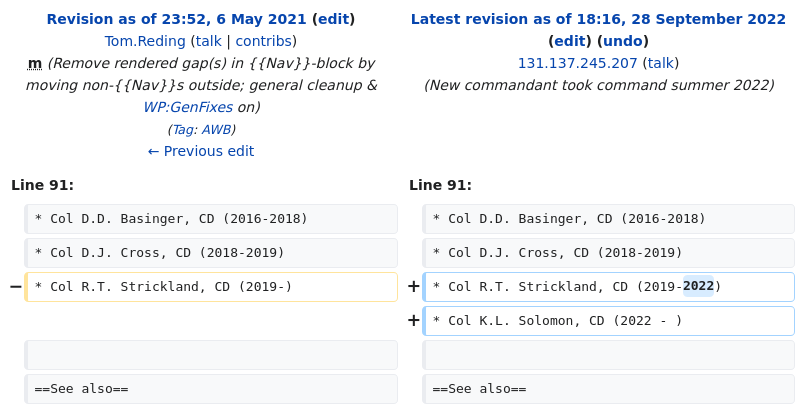 Revision as of 23:52, 6 May 2021 (edit)
Tom.Reding (talk | contribs)
m (Remove rendered gap(s) in {{Nav}}-block by
moving non-{{Nav}}s outside; general cleanup &
WP:GenFixes on)
(Tag: AWB)
← Previous edit
Latest revision as of 18:16, 28 September 2022
(edit) (undo)
131.137.245.207 (talk)
(New commandant took command summer 2022)
Line 91:
* Col D.D. Basinger, CD (2016-2018)
* Col D.J. Cross, CD (2018-2019)
− * Col R.T. Strickland, CD (2019-)
==See also==
Line 91:
* Col D.D. Basinger, CD (2016-2018)
* Col D.J. Cross, CD (2018-2019)
+ * Col R.T. Strickland, CD (2019-2022)
+ * Col K.L. Solomon, CD (2022 - )
==See also==